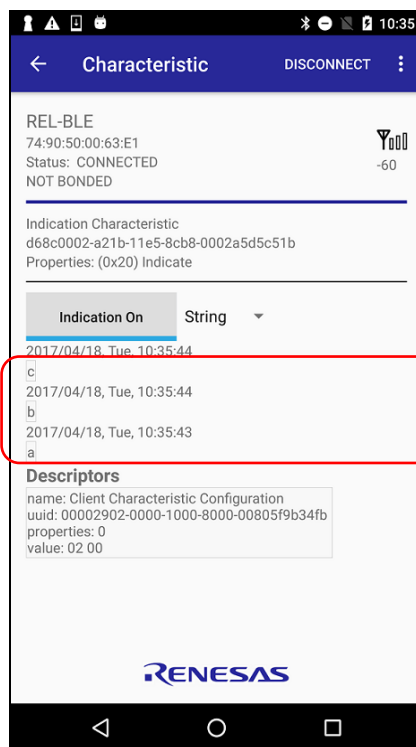 10:35
Characteristic DISCONNECT
REL-BLE
74:90:50:00:63:E1
Status: CONNECTED
-60
NOT BONDED
Indication Characteristic
d68c0002-a21b-11e5-8cb8-0002a5d5c51b
Properties: (0x20) Indicate
Indication On String
2017/04/18, Tue, 10:35:44
c
2017/04/18, Tue, 10:35:44
b
2017/04/18, Tue, 10:35:43
a
Descriptors
name: Client Characteristic Configuration
uuid: 00002902-0000-1000-8000-00805f9b34fb
properties: 0
value: 02 00
RENESAS